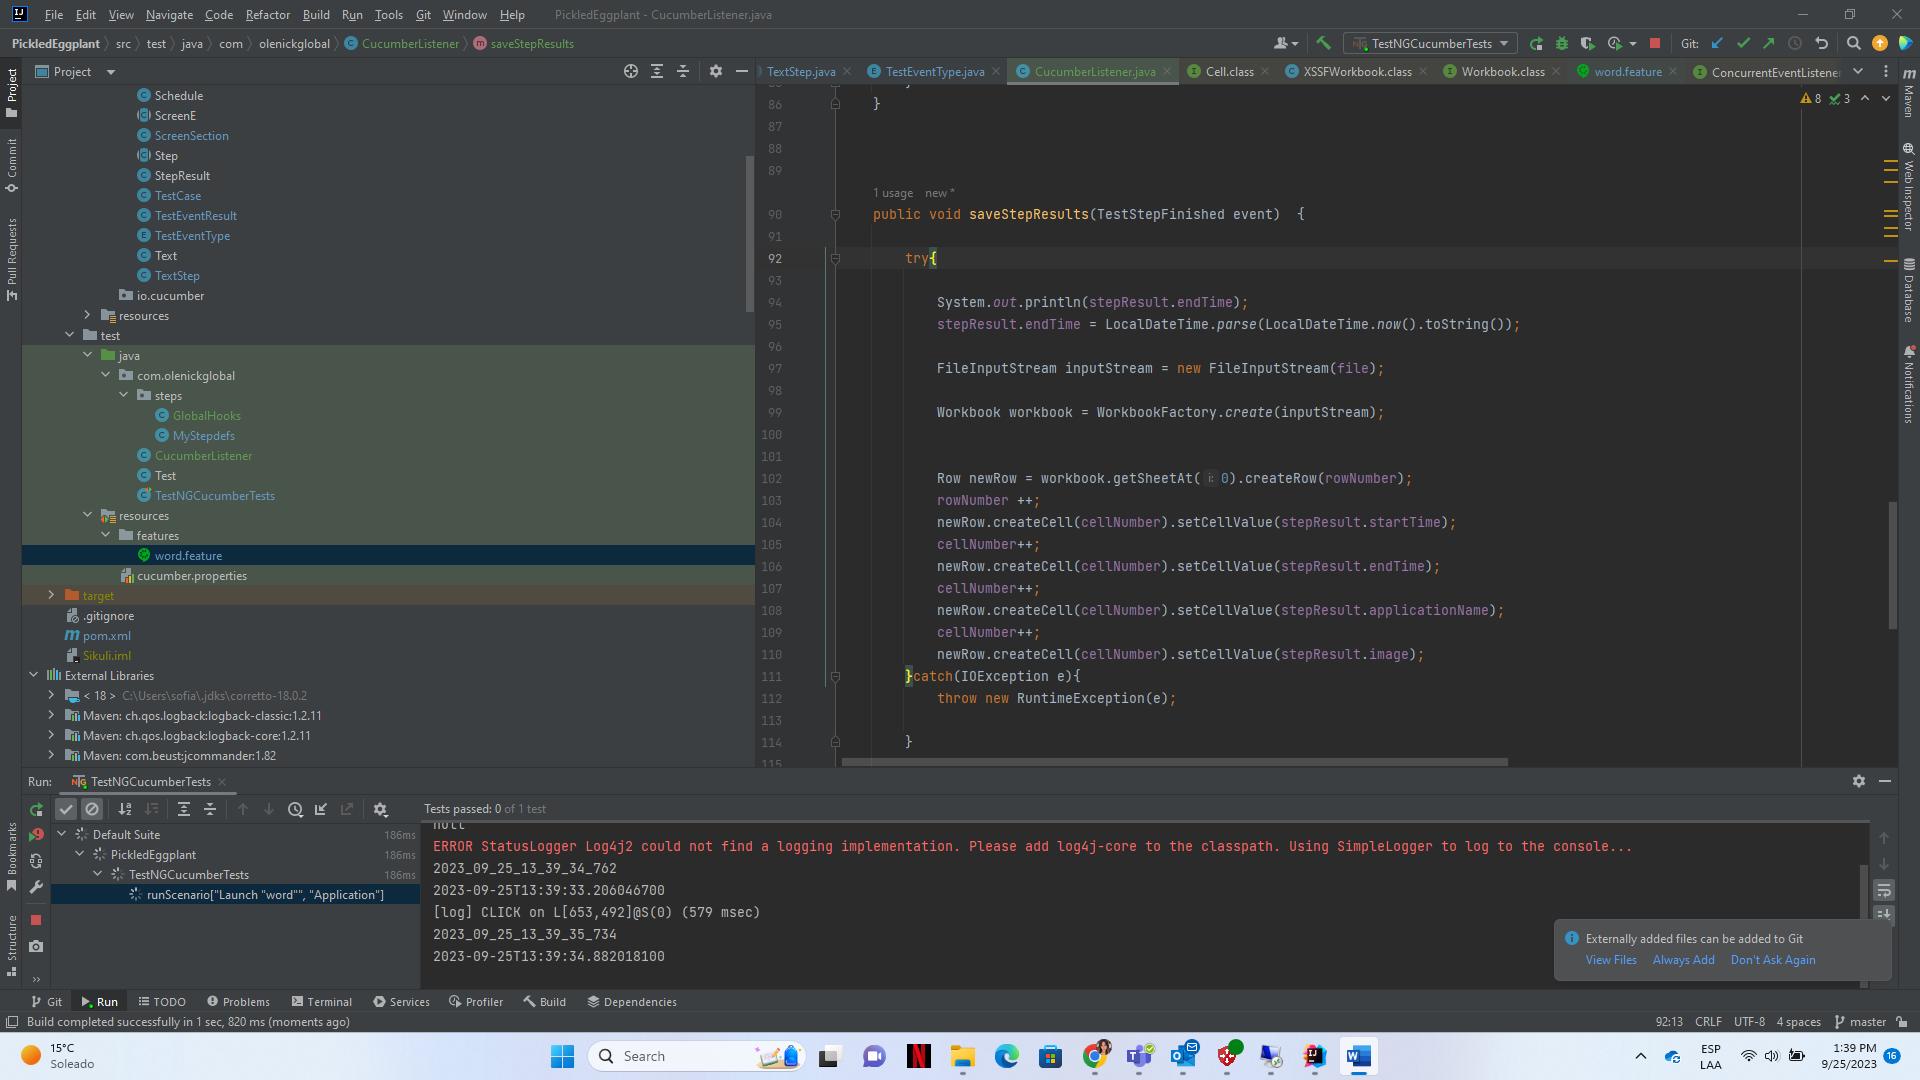 File Edit View Navigate Code Refactor Build Run Tools Git Window Help PickledEggplant - CucumberListener.java
PickledEggplant src test java com olenickglobal CucumberListener saveStepResults TestNGCucumberTests Git:
Project
TextStep.java TestEventType.java CucumberListener.java Cell.class XSSFWorkbook.class Workbook.class word.feature ConcurrentEventListene
Project
Commit
Pull Requests
Bookmarks
Structure
Maven
Web Inspector
Database
Notifications
Schedule
ScreenE
ScreenSection
Step
StepResult
TestCase
TestEventResult
TestEventType
Text
TextStep
io.cucumber
resources
test
java
com.olenickglobal
steps
GlobalHooks
MyStepdefs
CucumberListener
Test
TestNGCucumberTests
resources
features
word.feature
cucumber.properties
target
.gitignore
pom.xml
Sikuli.iml
External Libraries
< 18 > C:\Users\sofia\.jdks\corretto-18.0.2
Maven: ch.qos.logback:logback-classic:1.2.11
Maven: ch.qos.logback:logback-core:1.2.11
Maven: com.beust:jcommander:1.82
8 3
86 }
87
88
89
1 usage new *
90 public void saveStepResults(TestStepFinished event) {
91
92 try{
93
94 System.out.println(stepResult.endTime);
95 stepResult.endTime = LocalDateTime.parse(LocalDateTime.now().toString());
96
97 FileInputStream inputStream = new FileInputStream(file);
98
99 Workbook workbook = WorkbookFactory.create(inputStream);
100
101
102 Row newRow = workbook.getSheetAt( i: 0).createRow(rowNumber);
103 rowNumber ++;
104 newRow.createCell(cellNumber).setCellValue(stepResult.startTime);
105 cellNumber++;
106 newRow.createCell(cellNumber).setCellValue(stepResult.endTime);
107 cellNumber++;
108 newRow.createCell(cellNumber).setCellValue(stepResult.applicationName);
109 cellNumber++;
110 newRow.createCell(cellNumber).setCellValue(stepResult.image);
111 }catch(IOException e){
112 throw new RuntimeException(e);
113
114 }
115
Run: TestNGCucumberTests
Tests passed: 0 of 1 test
Default Suite 186ms
PickledEggplant 186ms
TestNGCucumberTests 186ms
runScenario["Launch "word"", "Application"] 186ms
null
ERROR StatusLogger Log4j2 could not find a logging implementation. Please add log4j-core to the classpath. Using SimpleLogger to log to the console...
2023_09_25_13_39_34_762
2023-09-25T13:39:33.206046700
[log] CLICK on L[653,492]@S(0) (579 msec)
2023_09_25_13_39_35_734
2023-09-25T13:39:34.882018100
Externally added files can be added to Git
View Files Always Add Don't Ask Again
Git Run TODO Problems Terminal Services Profiler Build Dependencies
Build completed successfully in 1 sec, 820 ms (moments ago) 92:13 CRLF UTF-8 4 spaces master
15°C
Soleado
Search
ESP
LAA
1:39 PM
9/25/2023
16